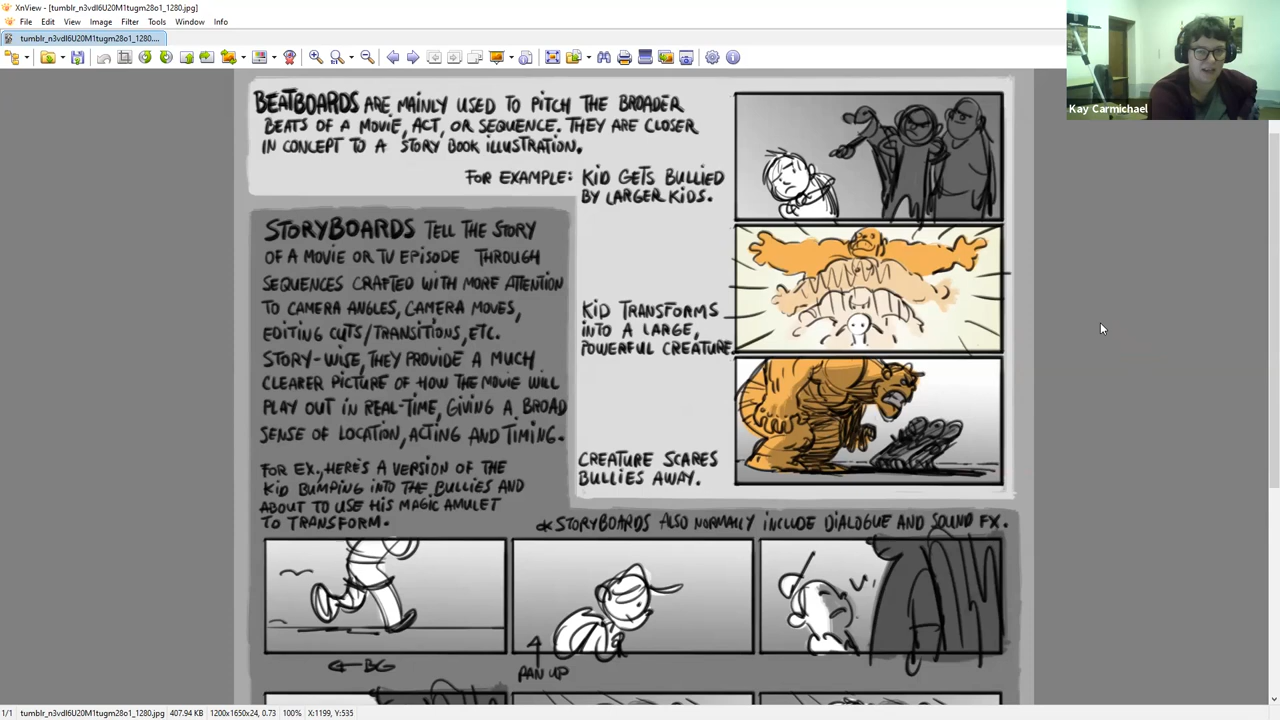 XnView - [tumblr_n3vdl6U20M1tugm28o1_1280.jpg]
File Edit View Image Filter Tools Window Info
tumblr_n3vdl6U20M1tugm28o1_1280....
Kay Carmichael
BEATBOARDS ARE MAINLY USED TO PITCH THE BROADER
BEATS OF A MOVIE, ACT, OR SEQUENCE. THEY ARE CLOSER
IN CONCEPT TO A STORY BOOK ILLUSTRATION.
FOR EXAMPLE: KID GETS BULLIED
BY LARGER KIDS.
KID TRANSFORMS
INTO A LARGE,
POWERFUL CREATURE.
CREATURE SCARES
BULLIES AWAY.
STORYBOARDS TELL THE STORY
OF A MOVIE OR TV EPISODE THROUGH
SEQUENCES CRAFTED WITH MORE ATTENTION
TO CAMERA ANGLES, CAMERA MOVES,
EDITING CUTS/TRANSITIONS, ETC.
STORY-WISE, THEY PROVIDE A MUCH
CLEARER PICTURE OF HOW THE MOVIE WILL
PLAY OUT IN REAL-TIME, GIVING A BROAD
SENSE OF LOCATION, ACTING AND TIMING.
FOR EX., HERE'S A VERSION OF THE
KID BUMPING INTO THE BULLIES AND
ABOUT TO USE HIS MAGIC AMULET
TO TRANSFORM.
* STORYBOARDS ALSO NORMALLY INCLUDE DIALOGUE AND SOUND FX.
BG
PAN UP
1/1 tumblr_n3vdl6U20M1tugm28o1_1280.jpg 407.94 KB 1200x1650x24, 0.73 100% X:1199, Y:535